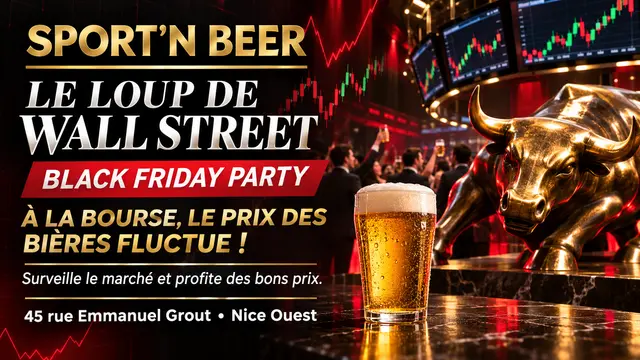 SPORT'N BEER
LE LOUP DE
WALL STREET
BLACK FRIDAY PARTY
À LA BOURSE, LE PRIX DES
BIÈRES FLUCTUE !
Surveille le marché et profite des bons prix.
45 rue Emmanuel Grout • Nice Ouest